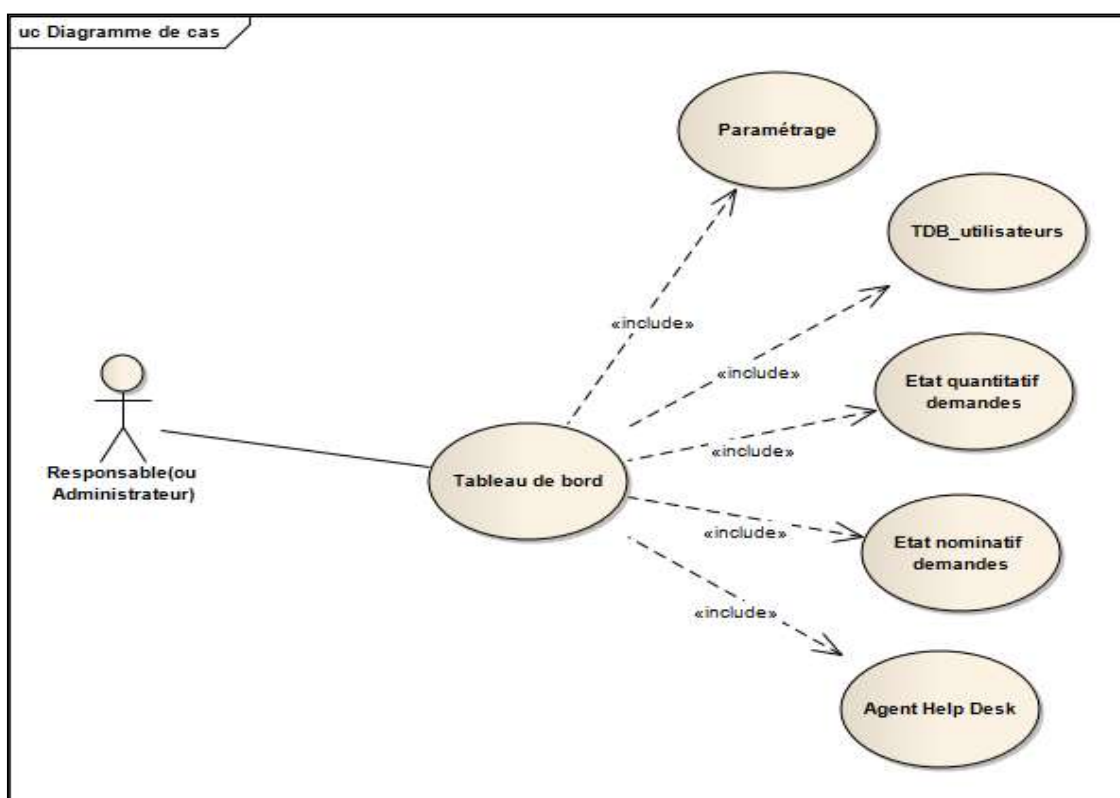 uc Diagramme de cas
Paramétrage
TDB_utilisateurs
«include»
«include»
Etat quantitatif
demandes
«include»
Responsable(ou
Administrateur)
Tableau de bord
«include»
Etat nominatif
demandes
«include»
Agent Help Desk